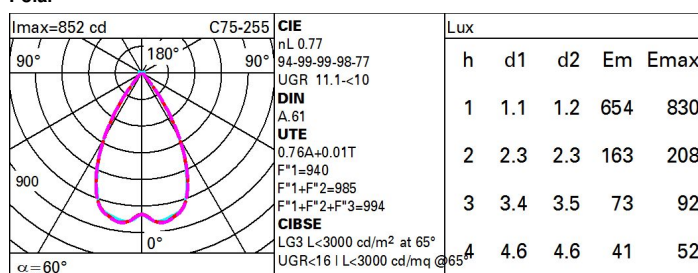 Imax=852 cd C75-255
90° 180° 90°
900
0°
α=60°
CIE
nL 0.77
94-99-99-98-77
UGR 11.1-<10
DIN
A.61
UTE
0.76A+0.01T
F"1=940
F"1+F"2=985
F"1+F"2+F"3=994
CIBSE
LG3 L<3000 cd/m² at 65°
UGR<16 | L<3000 cd/mq @65°
Lux
h d1 d2 Em Emax
1 1.1 1.2 654 830
2 2.3 2.3 163 208
3 3.4 3.5 73 92
4 4.6 4.6 41 52